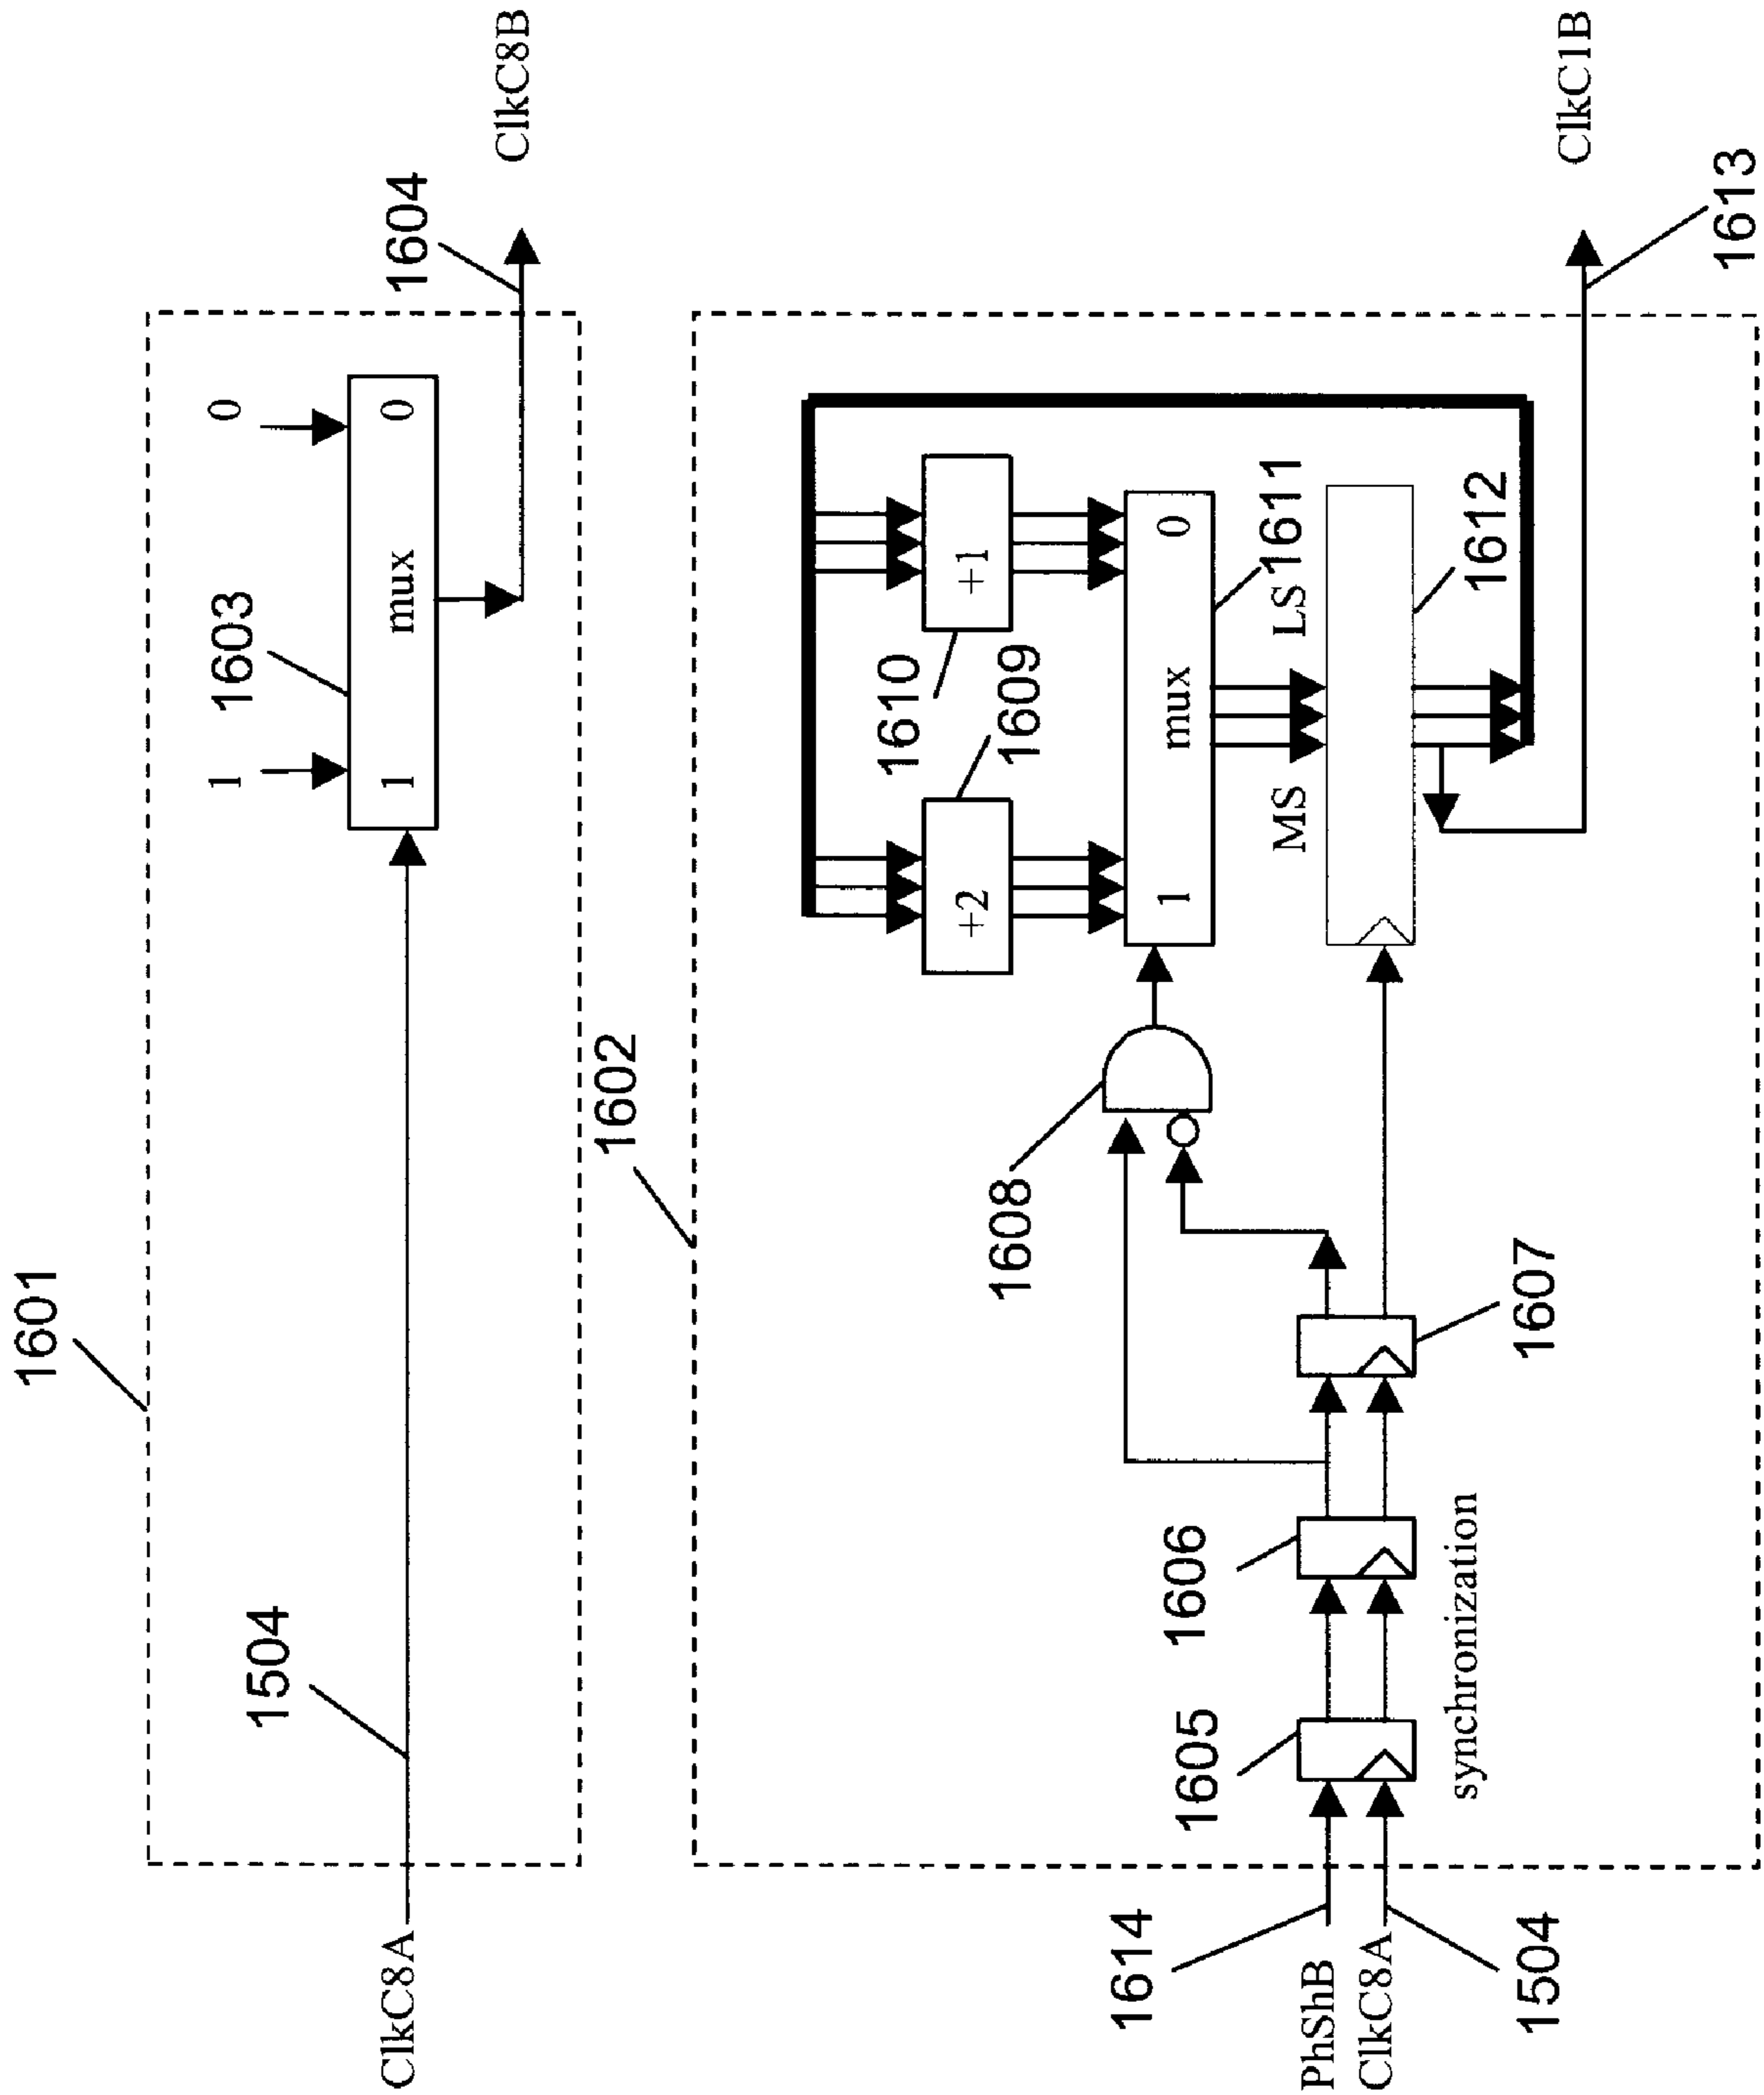 1601
1504
ClkC8A
1
0
1603
1
mux
0
1604
ClkC8B
1602
1610
1609
+2
+1
1608
1
mux
0
1611
MS
LS
1612
1605
1606
1607
synchronization
1614
PhShB
ClkC8A
1504
1613
ClkC1B